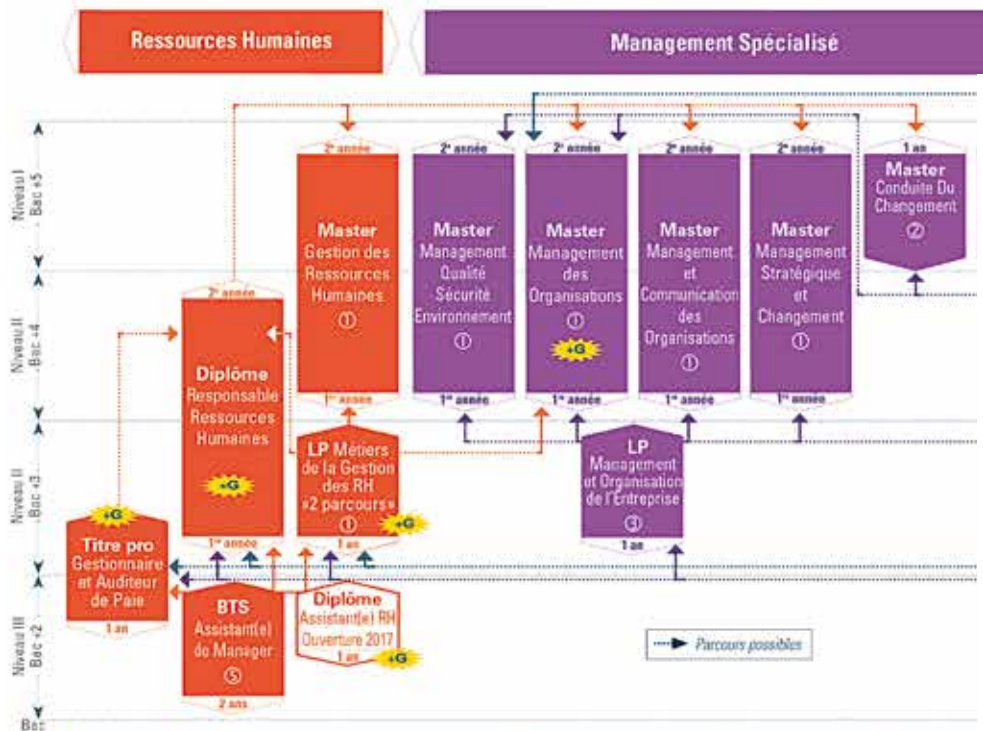 Ressources Humaines
Management Spécialisé
Niveau I
Bac +5
2e année
Master
Gestion des
Ressources
Humaines
①
1re année
2e année
Master
Management
Qualité
Sécurité
Environnement
①
1re année
2e année
Master
Management
des
Organisations
①
+G
1re année
2e année
Master
Management et
Communication
des
Organisations
①
1re année
2e année
Master
Management
Stratégique
et
Changement
①
1re année
1 an
Master
Conduite Du
Changement
②
Niveau II
Bac +4
2e année
Diplôme
Responsable
Ressources
Humaines
+G
1re année
Niveau II
Bac +3
LP Métiers
de la Gestion
des RH
«2 parcours»
①
+G
1 an
LP
Management
et Organisation
de l'Entreprise
③
1 an
+G
Titre pro
Gestionnaire
et Auditeur
de Paie
1 an
Niveau III
Bac +2
BTS
Assistant(e)
de Manager
⑤
2 ans
Diplôme
Assistant(e) RH
Ouverture 2017
1 an
+G
Parcours possibles
Bac